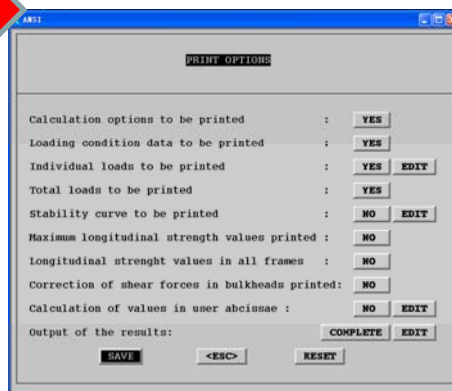 ANSI
PRINT OPTIONS
Calculation options to be printed : YES
Loading condition data to be printed : YES
Individual loads to be printed : YES EDIT
Total loads to be printed : YES
Stability curve to be printed : NO EDIT
Maximum longitudinal strength values printed : NO
Longitudinal strenght values in all frames : NO
Correction of shear forces in bulkheads printed: NO
Calculation of values in user abcissae : NO EDIT
Output of the results: COMPLETE EDIT
SAVE <ESC> RESET